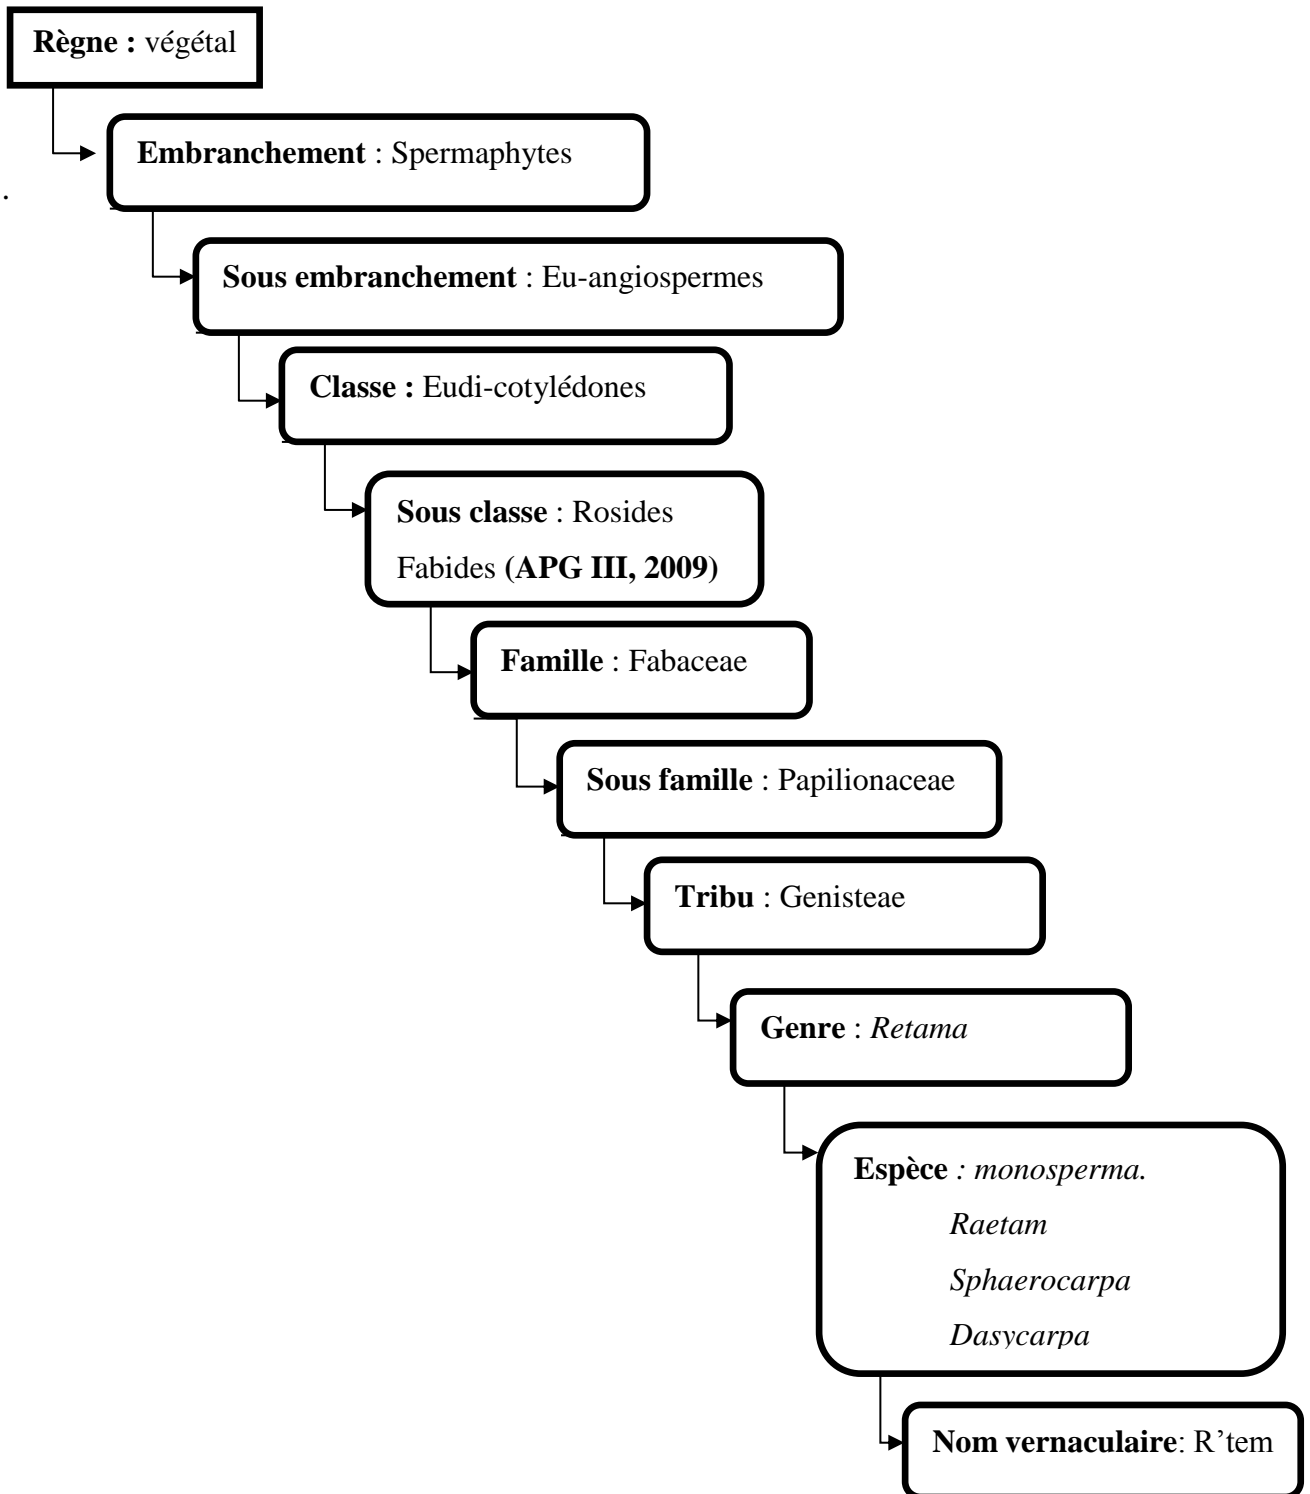 Règne : végétal
Embranchement : Spermaphytes
.
Sous embranchement : Eu-angiospermes
Classe : Eudi-cotylédones
Sous classe : Rosides
Fabides (APG III, 2009)
Famille : Fabaceae
Sous famille : Papilionaceae
Tribu : Genisteae
Genre : Retama
Espèce : monosperma.
Raetam
Sphaerocarpa
Dasycarpa
Nom vernaculaire: R’tem